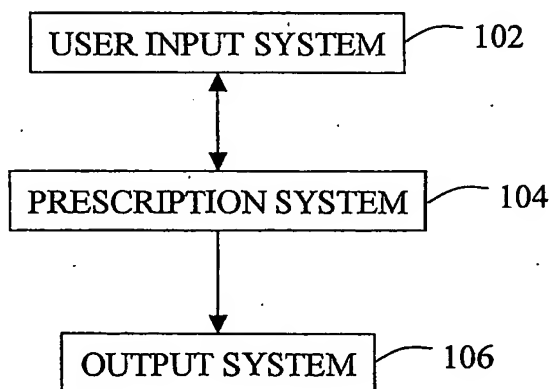 USER INPUT SYSTEM 102
PRESCRIPTION SYSTEM 104
OUTPUT SYSTEM 106